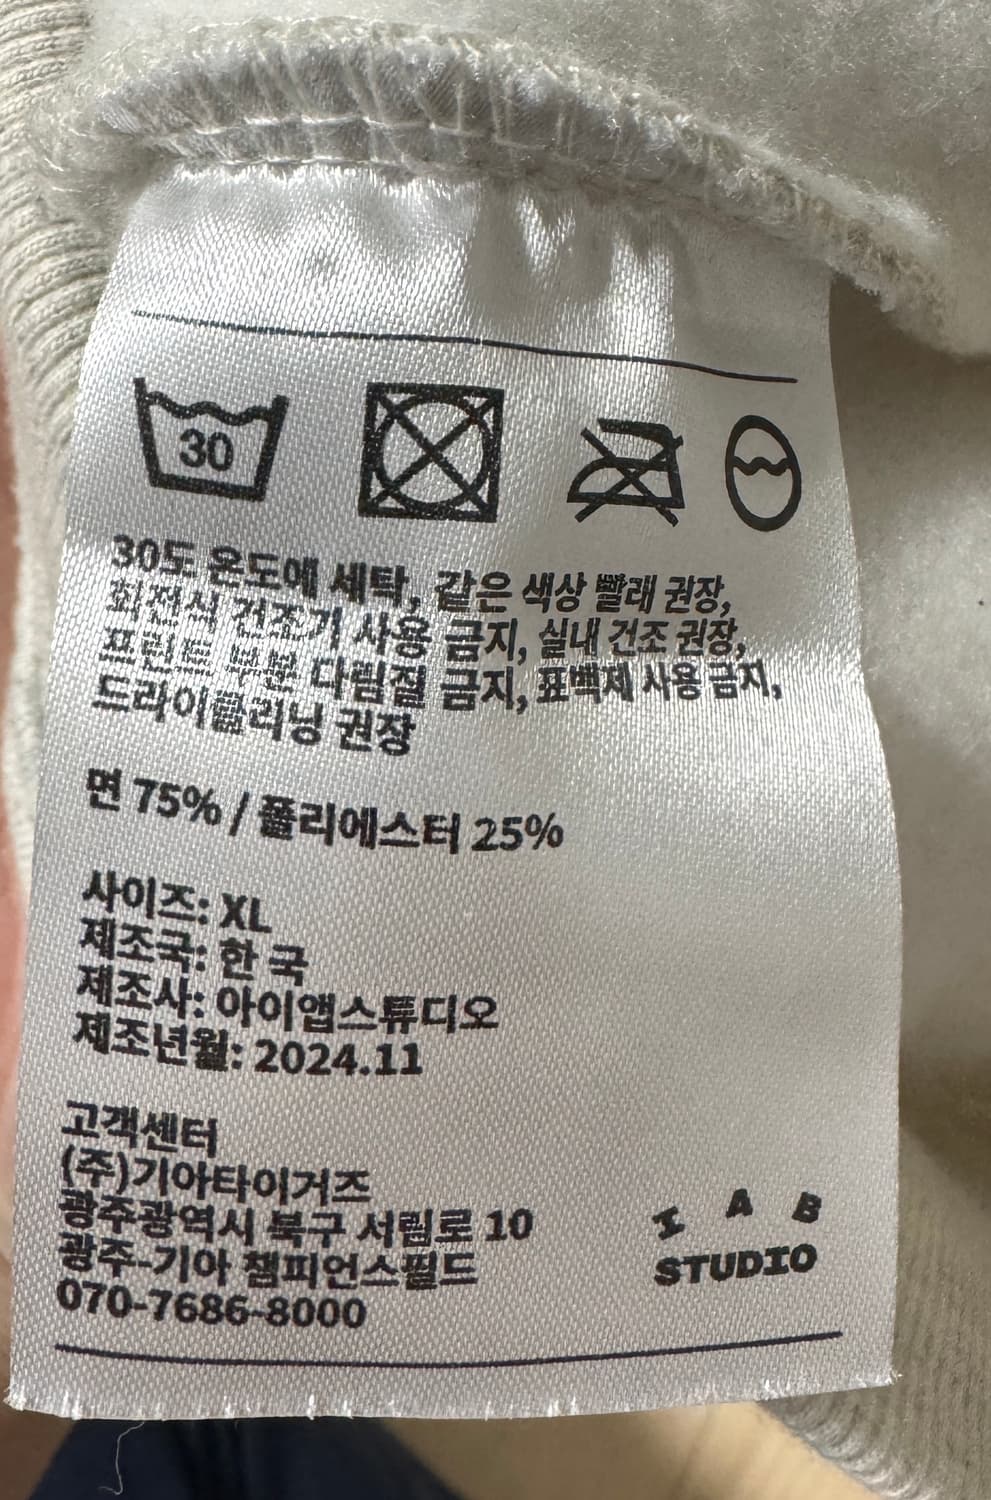 30
30도 온도에 세탁, 같은 색상 빨래 권장,
회전식 건조기 사용 금지, 실내 건조 권장,
프린트 부분 다림질 금지, 표백제 사용 금지,
드라이클리닝 권장
면 75% / 폴리에스터 25%
사이즈: XL
제조국: 한 국
제조사: 아이앱스튜디오
제조년월: 2024.11
고객센터
(주)기아타이거즈
광주광역시 북구 서림로 10
광주-기아 챔피언스필드
070-7686-8000
I A B
STUDIO